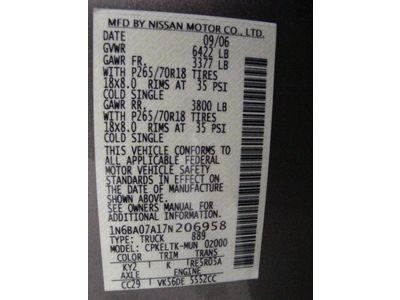 MFD BY NISSAN MOTOR CO., LTD.
DATE 09/06
GVWR 6422 LB
GAWR FR. 3377 LB
WITH P265/70R18 TIRES
18X8.0 RIMS AT 35 PSI
COLD SINGLE
GAWR RR. 3800 LB
WITH P265/70R18 TIRES
18X8.0 RIMS AT 35 PSI
COLD SINGLE
THIS VEHICLE CONFORMS TO
ALL APPLICABLE FEDERAL
MOTOR VEHICLE SAFETY
STANDARDS IN EFFECT ON
THE DATE OF MANUFACTURE
SHOWN ABOVE
SEE OWNERS MANUAL FOR
ADDITIONAL INFORMATION
1N6BA07A17N206958
TYPE: TRUCK 889
MODEL: CPKELTK-MUN 02000
COLOR TRIM TRANS
KY2 K RE5R05A
AXLE ENGINE
CC29 VK56DE 5552CC